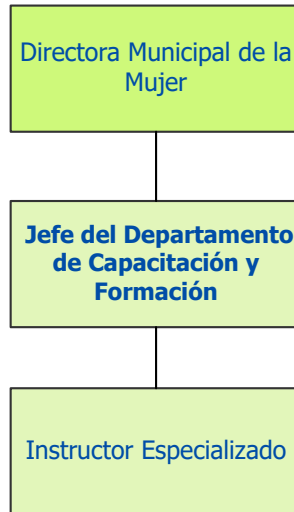 Directora Municipal de la
Mujer
Jefe del Departamento
de Capacitación y
Formación
Instructor Especializado